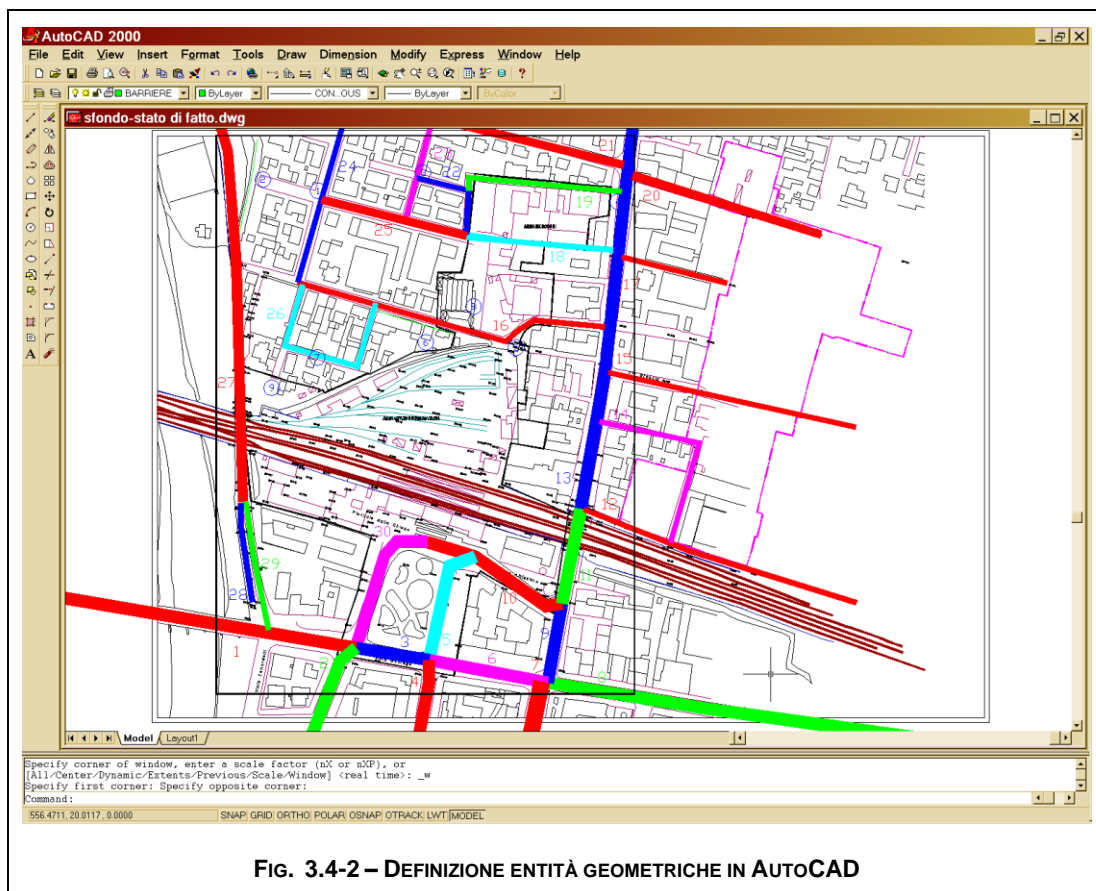 AutoCAD 2000
File Edit View Insert Format Tools Draw Dimension Modify Express Window Help
BARRIERE ByLayer CON...OUS ByLayer ByColor
sfondo-stato di fatto.dwg
21
24
22
20
19
25
18
17
26
16
15
27
14
13
12
30
11
29
28
10
9
3
5
6
1
2
4
7
8
Model Layout1
Specify corner of window, enter a scale factor (nX or nXP), or
[All/Center/Dynamic/Extents/Previous/Scale/Window] <real time>: _w
Specify first corner: Specify opposite corner:
Command:
556.4711, 20.0117, 0.0000 SNAP GRID ORTHO POLAR OSNAP OTRACK LWT MODEL
FIG. 3.4-2 – DEFINIZIONE ENTITÀ GEOMETRICHE IN AUTOCAD